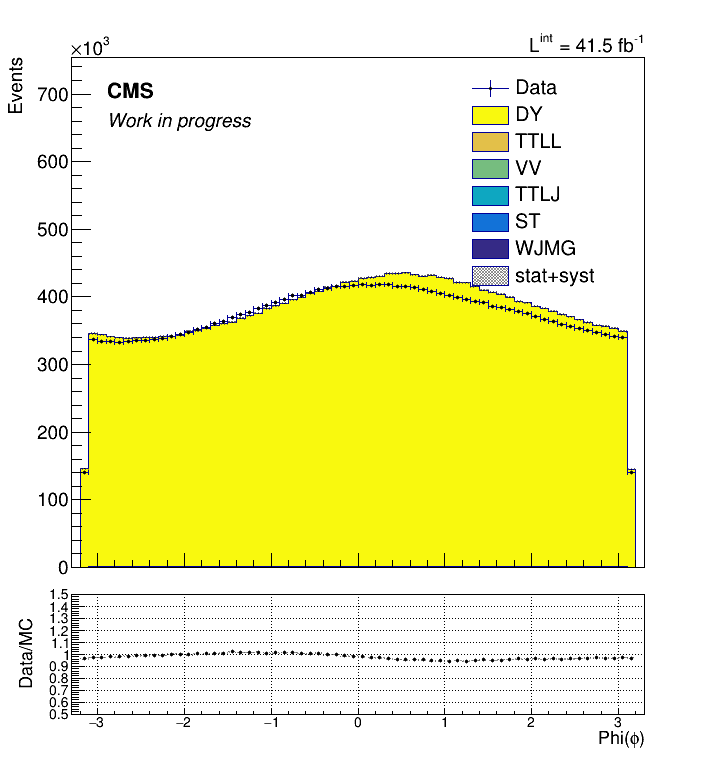 ×10³
L^int = 41.5 fb⁻¹
Events
CMS
Work in progress
Data
DY
TTLL
VV
TTLJ
ST
WJMG
stat+syst
700
600
500
400
300
200
100
0
Data/MC
1.5
1.4
1.3
1.2
1.1
1
0.9
0.8
0.7
0.6
0.5
−3 −2 −1 0 1 2 3
Phi(ϕ)